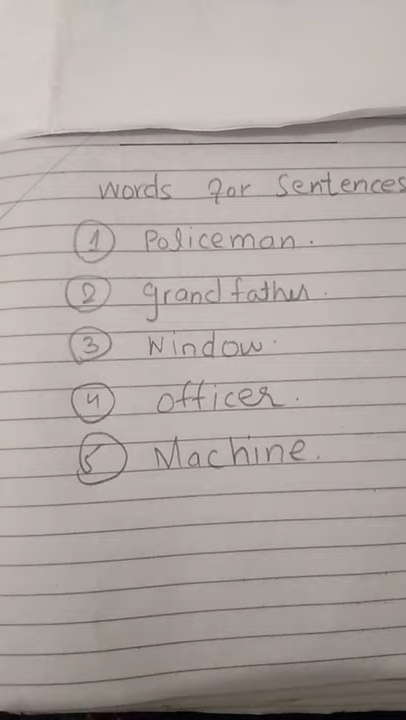 words for Sentences
1 Policeman.
2 grandfather.
3 Window.
4 officer.
5 Machine.